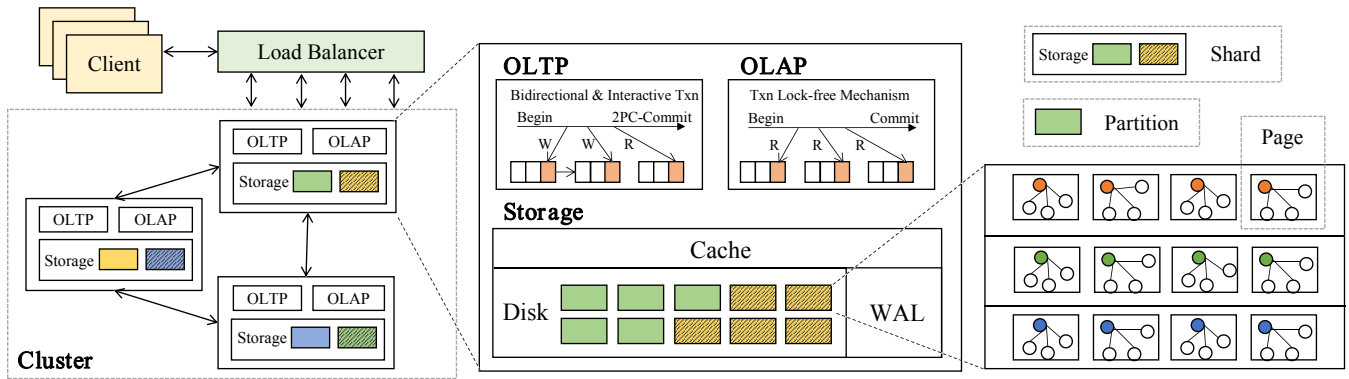 Client
Load Balancer
OLTP
OLAP
Storage
OLTP
OLAP
Storage
OLTP
OLAP
Storage
Cluster
OLTP
Bidirectional & Interactive Txn
Begin
2PC-Commit
W
W
R
OLAP
Txn Lock-free Mechanism
Begin
Commit
R
R
R
Storage
Cache
Disk
WAL
Storage
Shard
Partition
Page